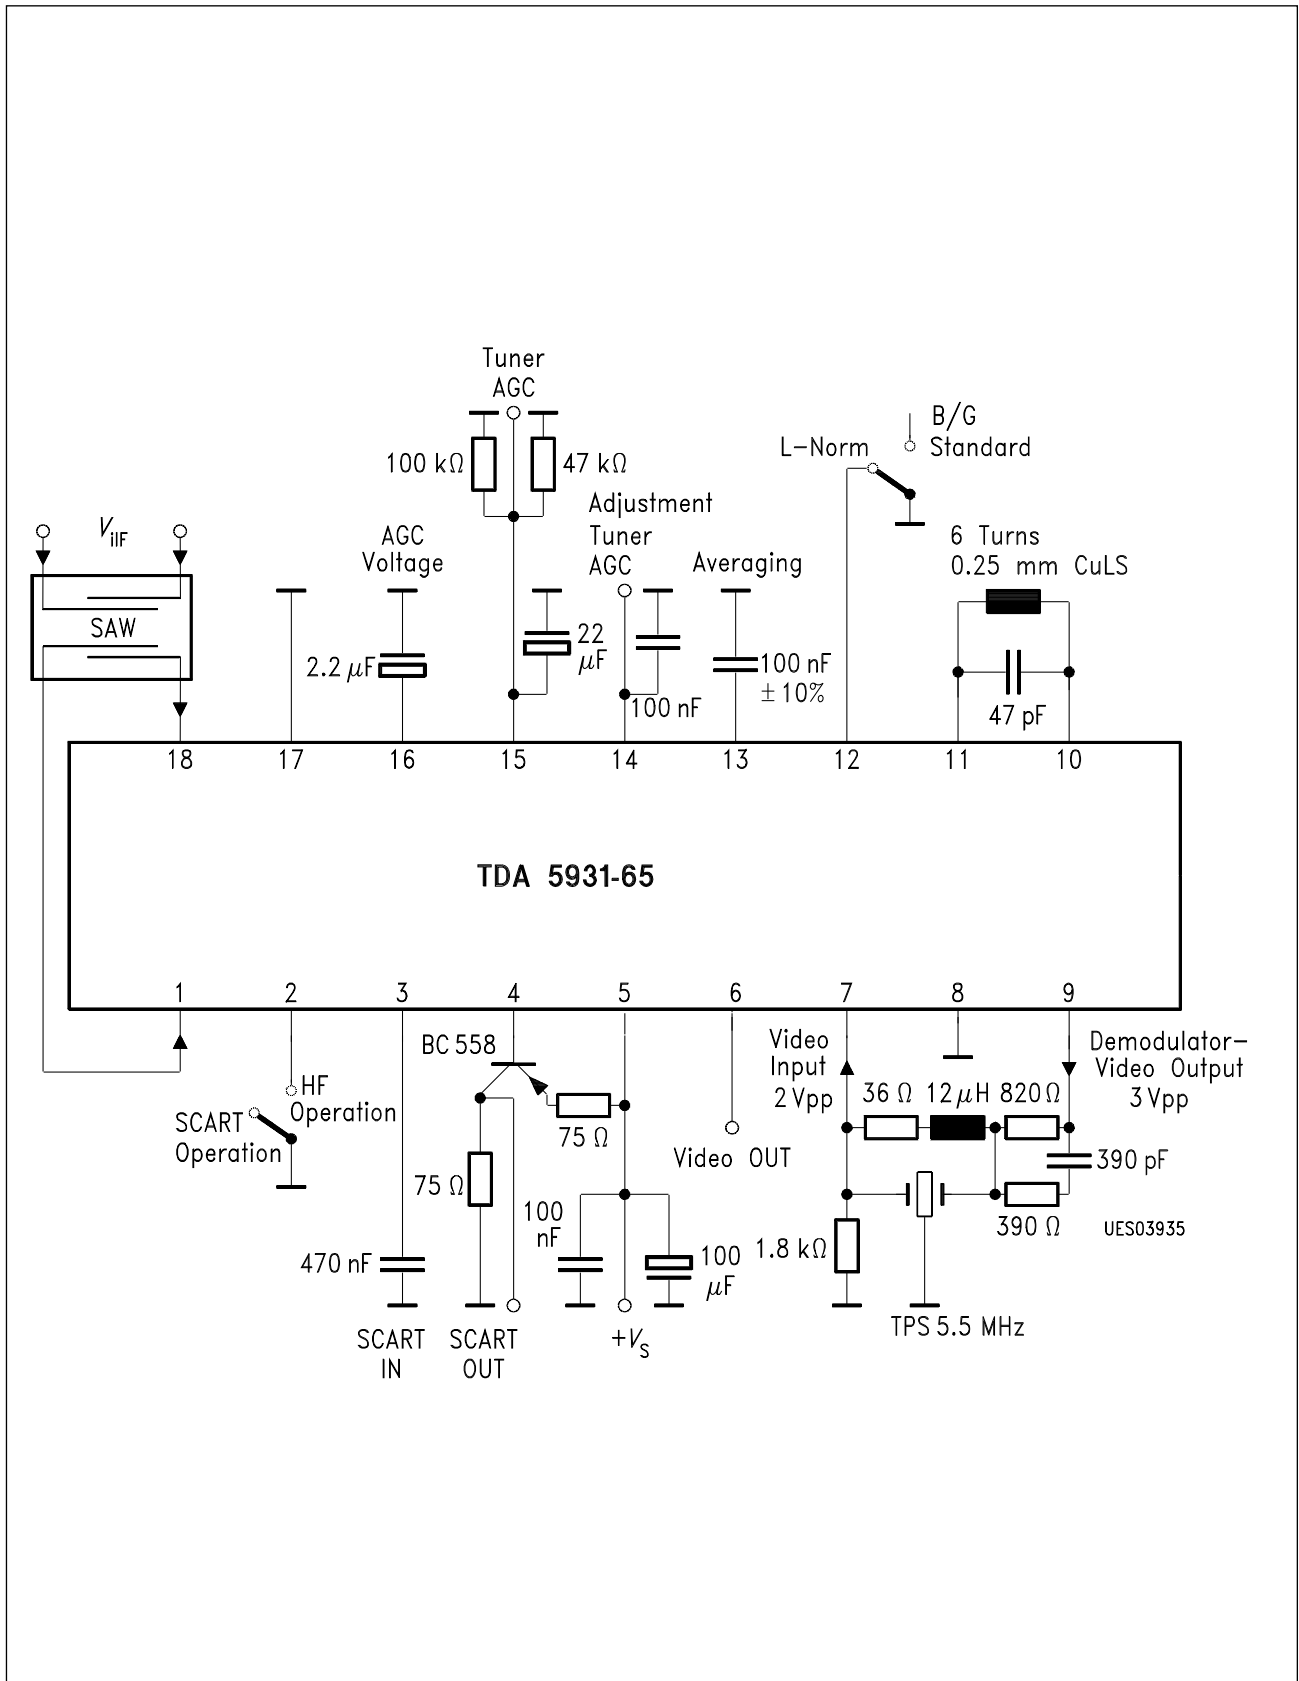 Tuner
AGC
100 kΩ
47 kΩ
B/G
Standard
L-Norm
Adjustment
Tuner
AGC
ViIF
AGC
Voltage
Averaging
6 Turns
0.25 mm CuLS
SAW
2.2 μF
22
μF
100 nF
100 nF
± 10%
47 pF
18
17
16
15
14
13
12
11
10
TDA 5931-65
1
2
3
4
5
6
7
8
9
BC 558
Video
Input
2 Vpp
Demodulator-
Video Output
3 Vpp
HF
Operation
SCART
Operation
36 Ω
12 μH
820 Ω
75 Ω
Video OUT
390 pF
75 Ω
100
nF
390 Ω
UES03935
470 nF
100
μF
1.8 kΩ
TPS 5.5 MHz
SCART
IN
SCART
OUT
+VS